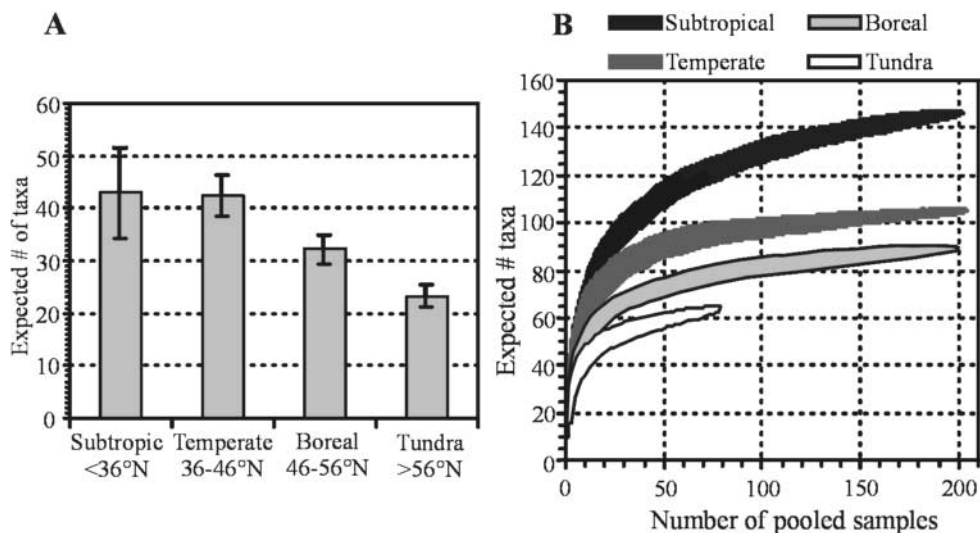 A
Expected # of taxa
60
50
40
30
20
10
0
Subtropic Temperate Boreal Tundra
<36°N 36-46°N 46-56°N >56°N
B
Subtropical Boreal
Temperate Tundra
Expected # taxa
160
140
120
100
80
60
40
20
0
0 50 100 150 200
Number of pooled samples